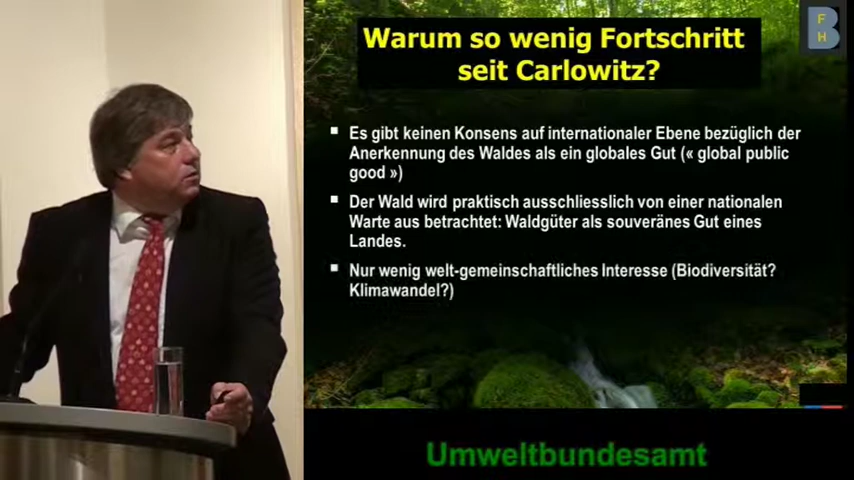 Warum so wenig Fortschritt
seit Carlowitz?
B
F
H
Es gibt keinen Konsens auf internationaler Ebene bezüglich der
Anerkennung des Waldes als ein globales Gut (« global public
good »)
Der Wald wird praktisch ausschliesslich von einer nationalen
Warte aus betrachtet: Waldgüter als souveränes Gut eines
Landes.
Nur wenig welt-gemeinschaftliches Interesse (Biodiversität?
Klimawandel?)
Umweltbundesamt